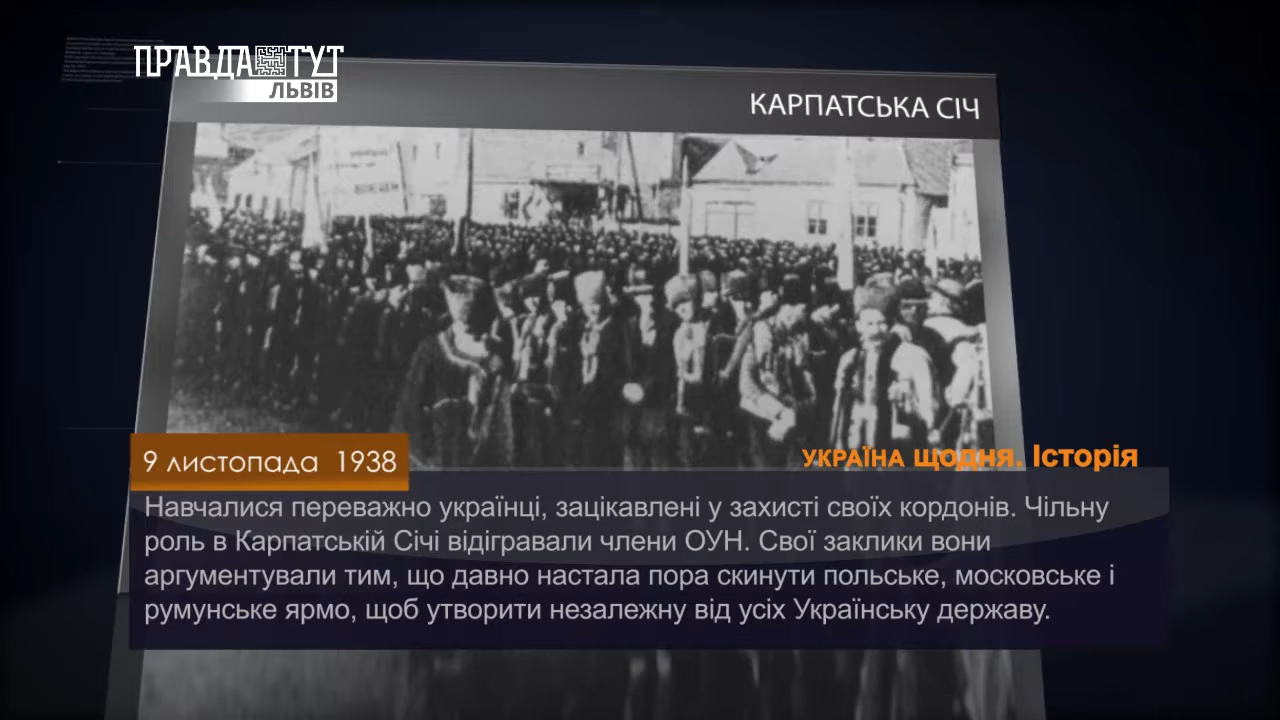 ПРАВДА ТУТ
ЛЬВІВ
КАРПАТСЬКА СІЧ
9 листопада 1938
УКРАЇНА ЩОДНЯ. Історія
Навчалися переважно українці, зацікавлені у захисті своїх кордонів. Чільну
роль в Карпатській Січі відігравали члени ОУН. Свої заклики вони
аргументували тим, що давно настала пора скинути польське, московське і
румунське ярмо, щоб утворити незалежну від усіх Українську державу.